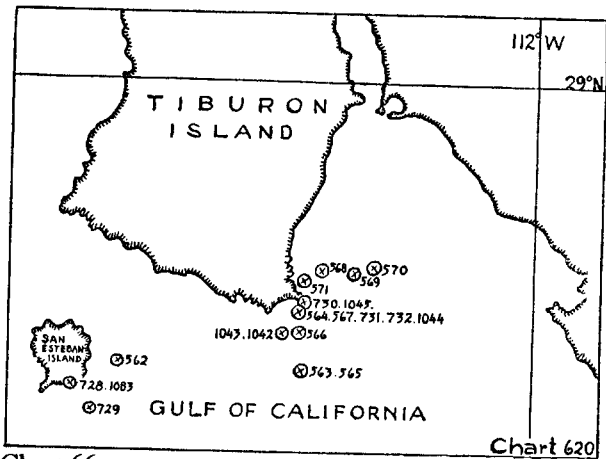 112° W
29°N
TIBURON
ISLAND
568
570
569
571
730.1045.
564.567.731.732.1044
1043.1042
566
SAN
ESTEBAN
ISLAND
562
563.565
728.1083
729
GULF OF CALIFORNIA
Chart 620